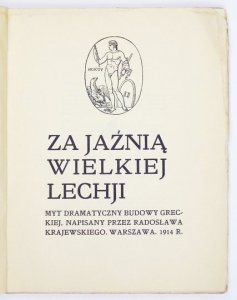 ZA JAŹNIĄ
WIELKIEJ
LECHJI
MYT DRAMATYCZNY BUDOWY GREC-
KIEJ, NAPISANY PRZEZ RADOSŁAWA
KRAJEWSKIEGO. WARSZAWA. 1914 R.